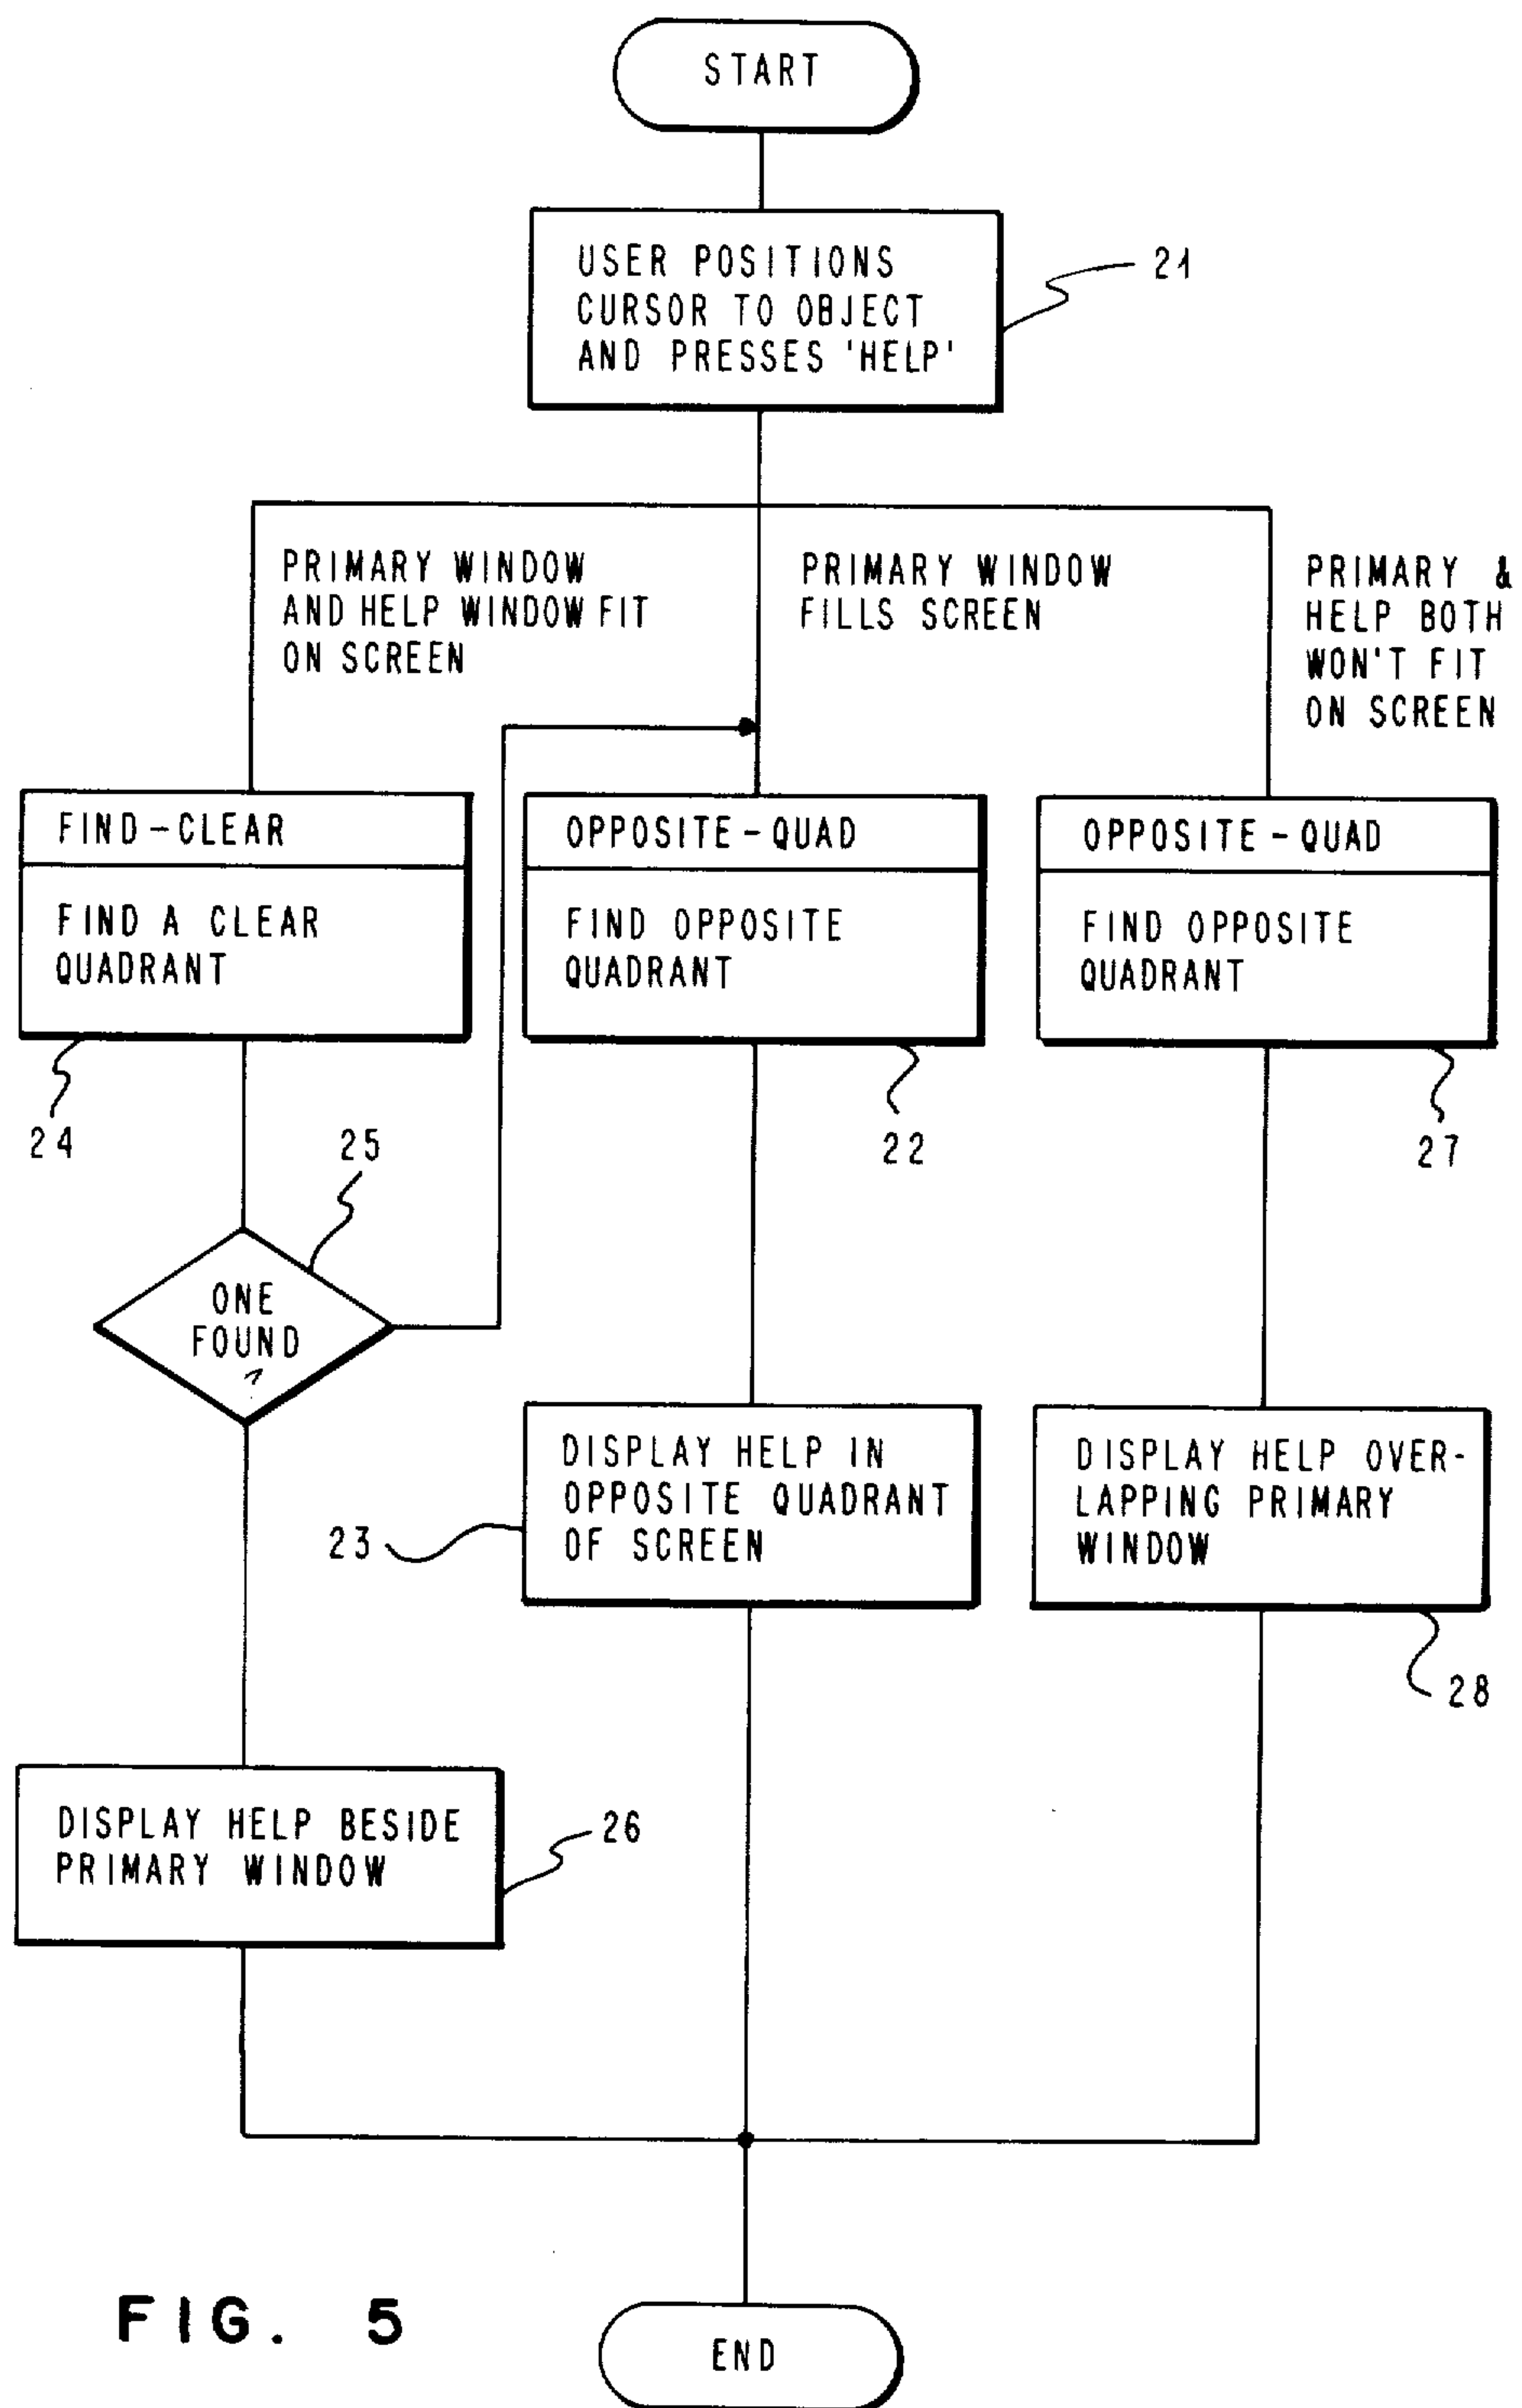 START
USER POSITIONS
CURSOR TO OBJECT
AND PRESSES 'HELP'
21
PRIMARY WINDOW
AND HELP WINDOW FIT
ON SCREEN
PRIMARY WINDOW
FILLS SCREEN
PRIMARY &
HELP BOTH
WON'T FIT
ON SCREEN
FIND-CLEAR
FIND A CLEAR
QUADRANT
24
OPPOSITE-QUAD
FIND OPPOSITE
QUADRANT
22
OPPOSITE-QUAD
FIND OPPOSITE
QUADRANT
27
25
ONE
FOUND
?
DISPLAY HELP IN
OPPOSITE QUADRANT
OF SCREEN
23
DISPLAY HELP OVER-
LAPPING PRIMARY
WINDOW
28
DISPLAY HELP BESIDE
PRIMARY WINDOW
26
FIG. 5
END